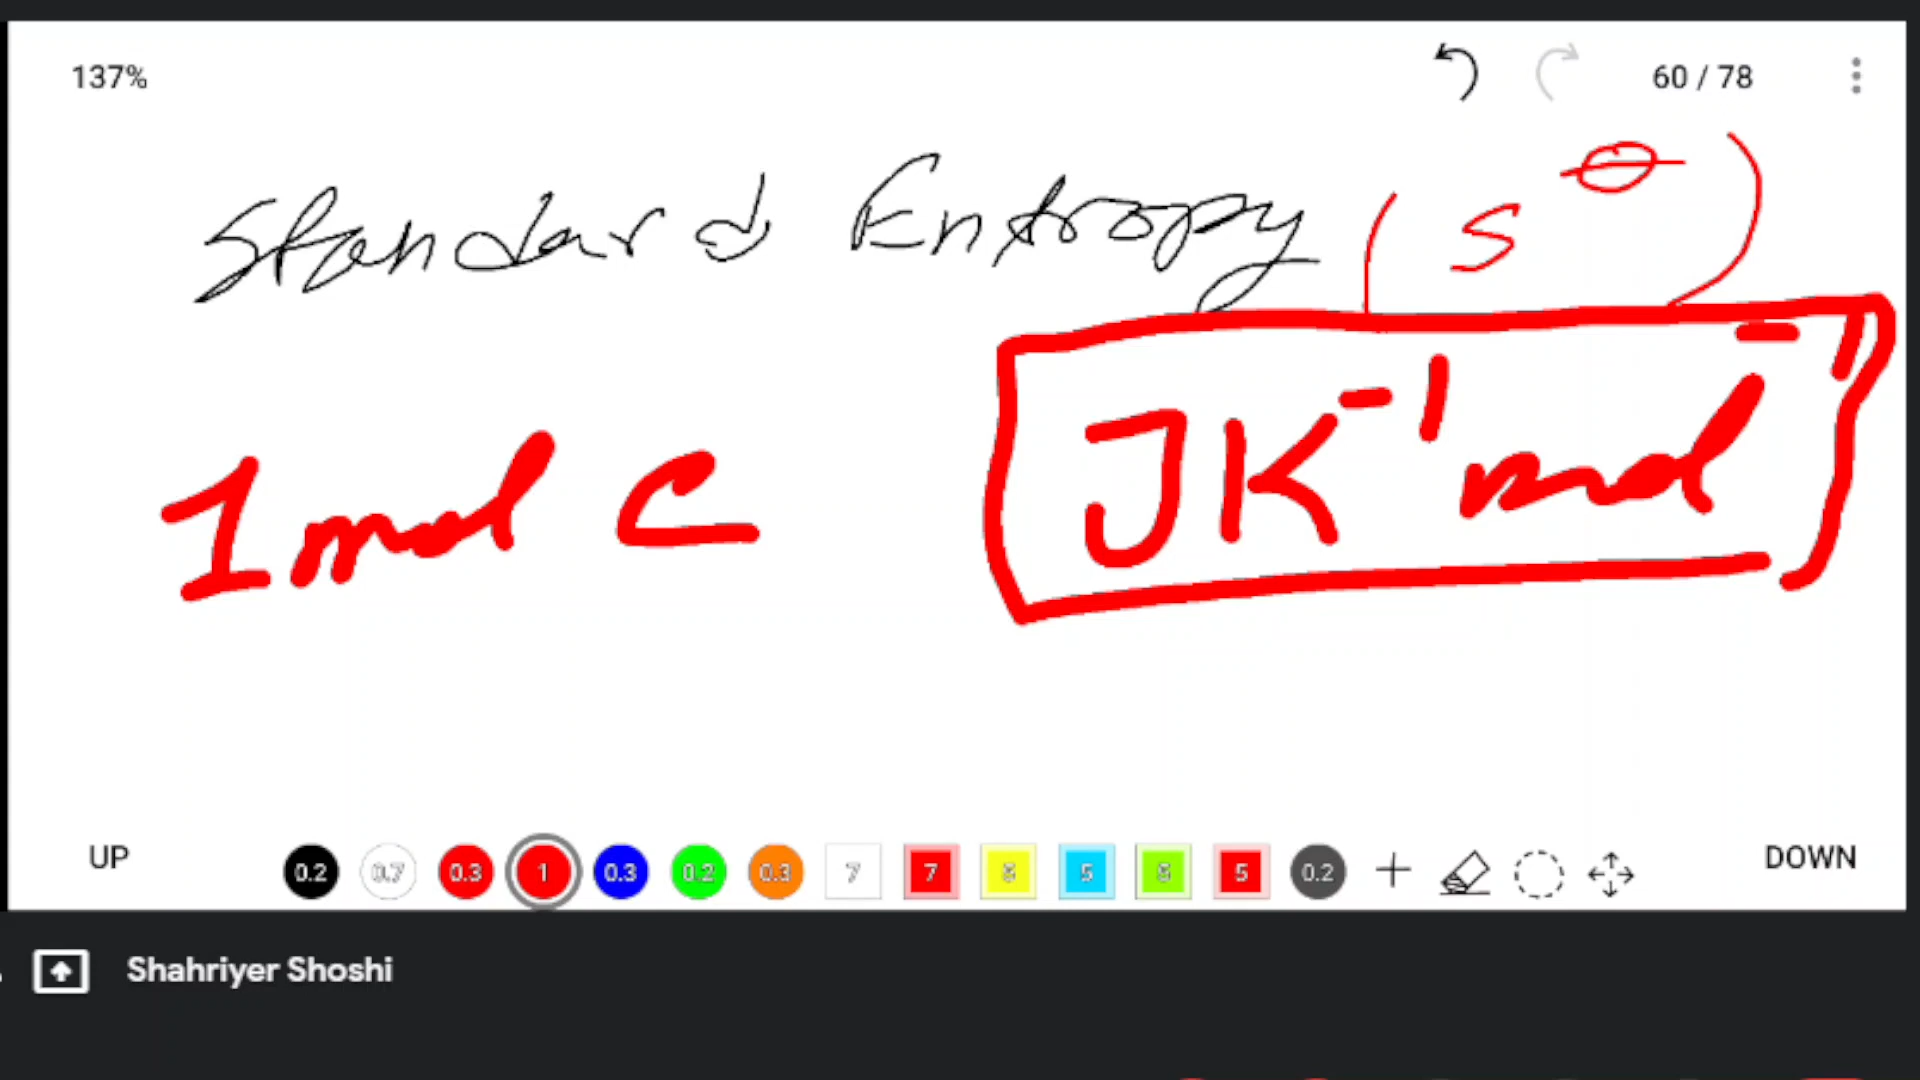 137%
60 / 78
Standard Entropy (S⦵)
1 mol C
JK⁻¹mol⁻¹
UP
0.2 0.7 0.3 1 0.3 0.2 0.3 7 7 8 5 8 5 0.2
DOWN
Shahriyer Shoshi